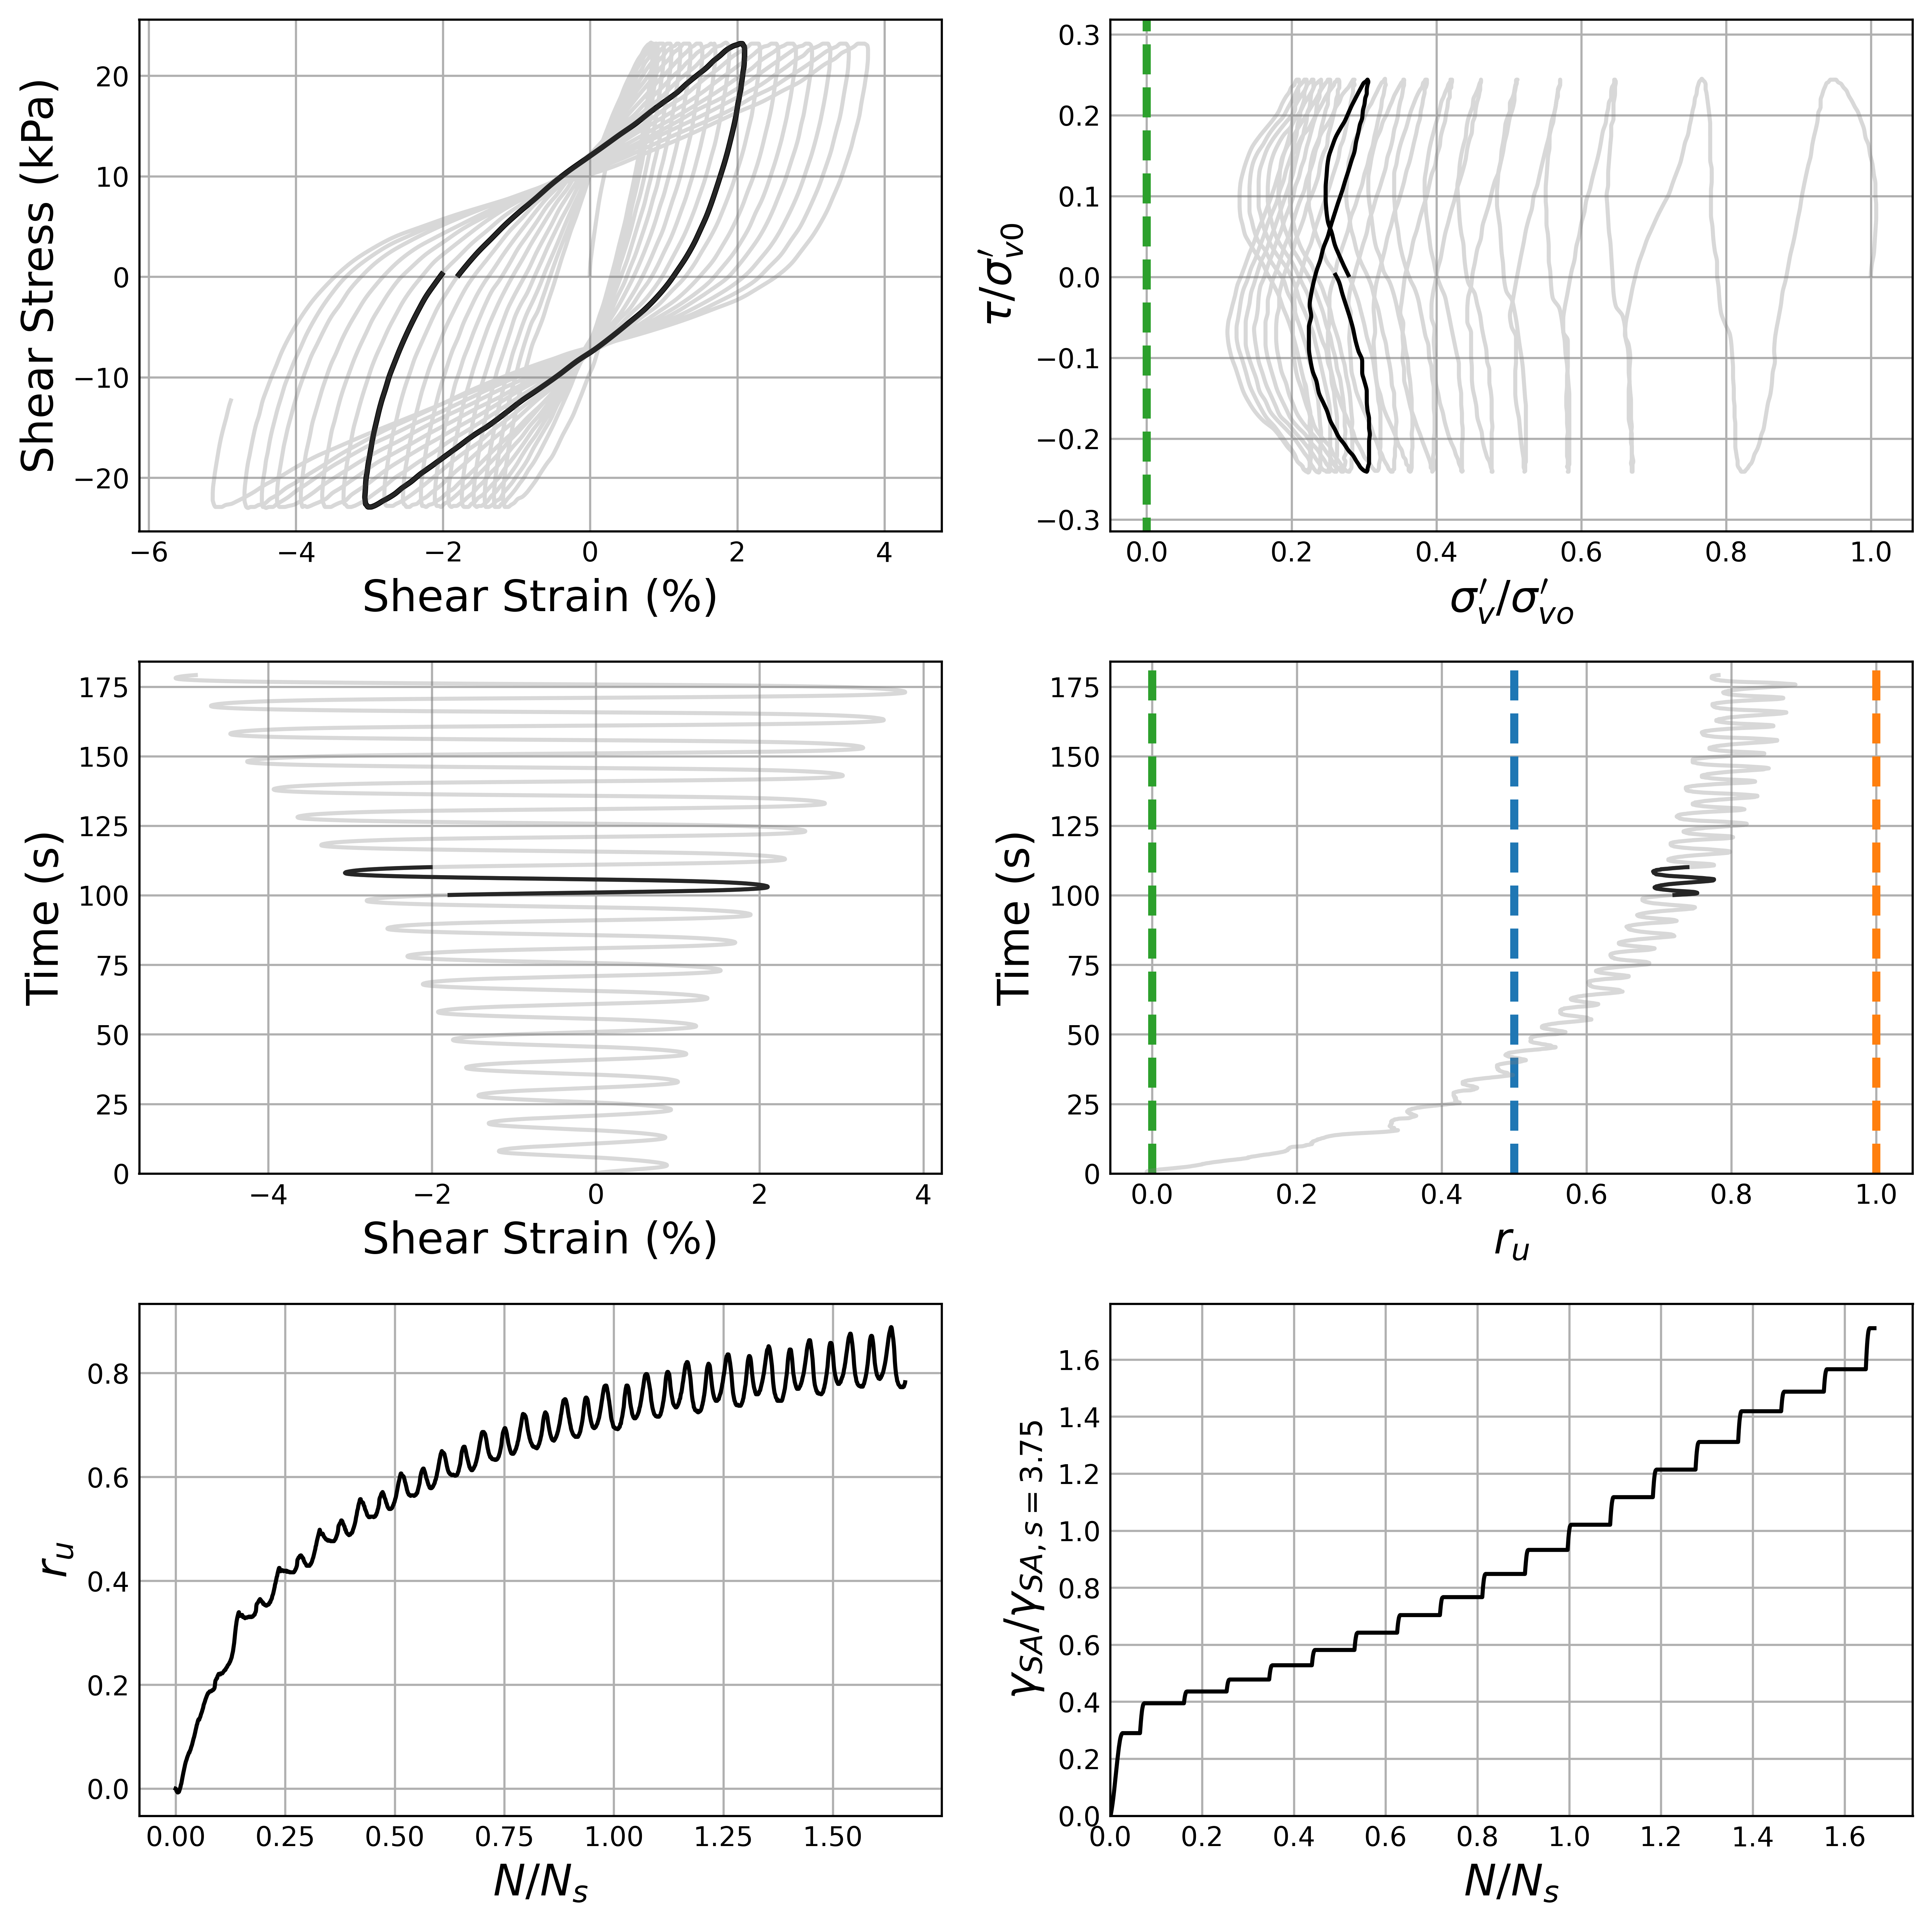 Shear Stress (kPa)
20
10
0
−10
−20
−6 −4 −2 0 2 4
Shear Strain (%)
τ/σ′v0
0.3
0.2
0.1
0.0
−0.1
−0.2
−0.3
0.0 0.2 0.4 0.6 0.8 1.0
σ′v/σ′vo
Time (s)
175
150
125
100
75
50
25
0
−4 −2 0 2 4
Shear Strain (%)
Time (s)
175
150
125
100
75
50
25
0
0.0 0.2 0.4 0.6 0.8 1.0
ru
ru
0.8
0.6
0.4
0.2
0.0
0.00 0.25 0.50 0.75 1.00 1.25 1.50
N/Ns
γSA/γSA, s = 3.75
1.6
1.4
1.2
1.0
0.8
0.6
0.4
0.2
0.0
0.0 0.2 0.4 0.6 0.8 1.0 1.2 1.4 1.6
N/Ns